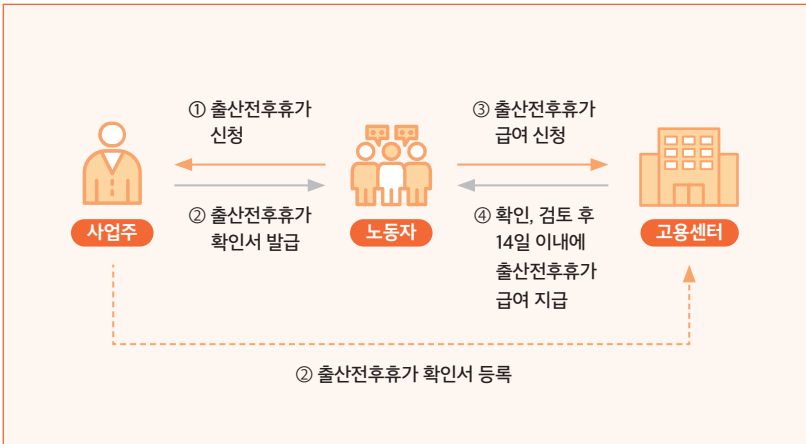 ① 출산전후휴가
신청
② 출산전후휴가
확인서 발급
③ 출산전후휴가
급여 신청
④ 확인, 검토 후
14일 이내에
출산전후휴가
급여 지급
사업주
노동자
고용센터
② 출산전후휴가 확인서 등록